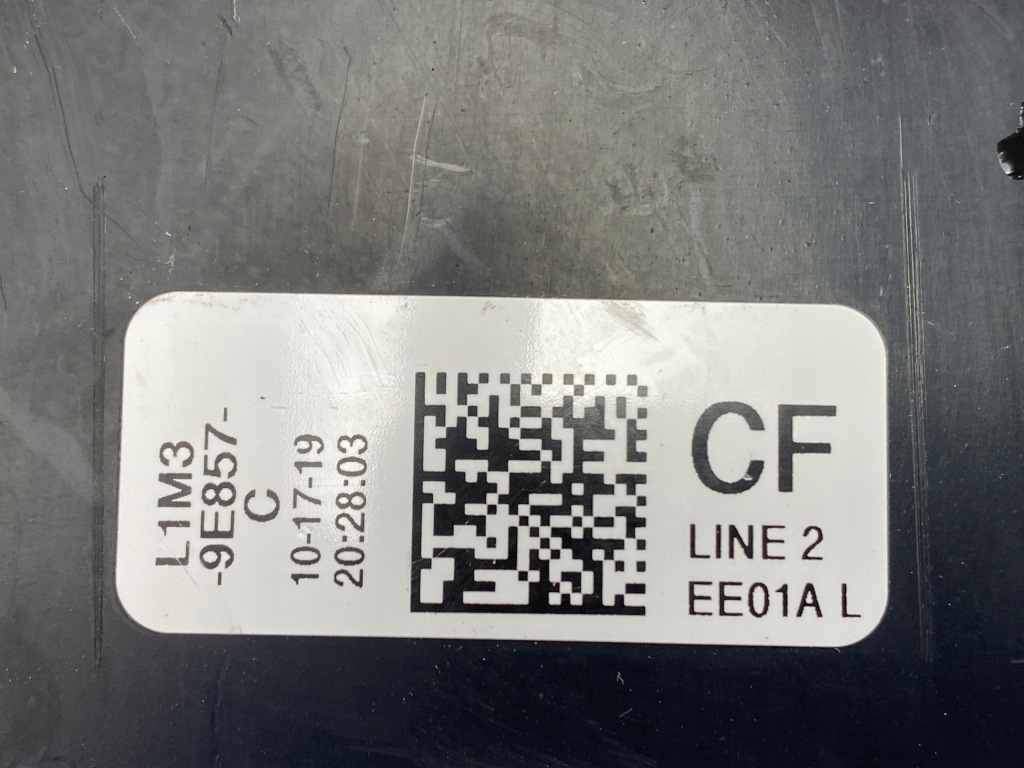 L1M3
-9E857-
C
10-17-19
20:28:03
CF
LINE 2
EE01A L